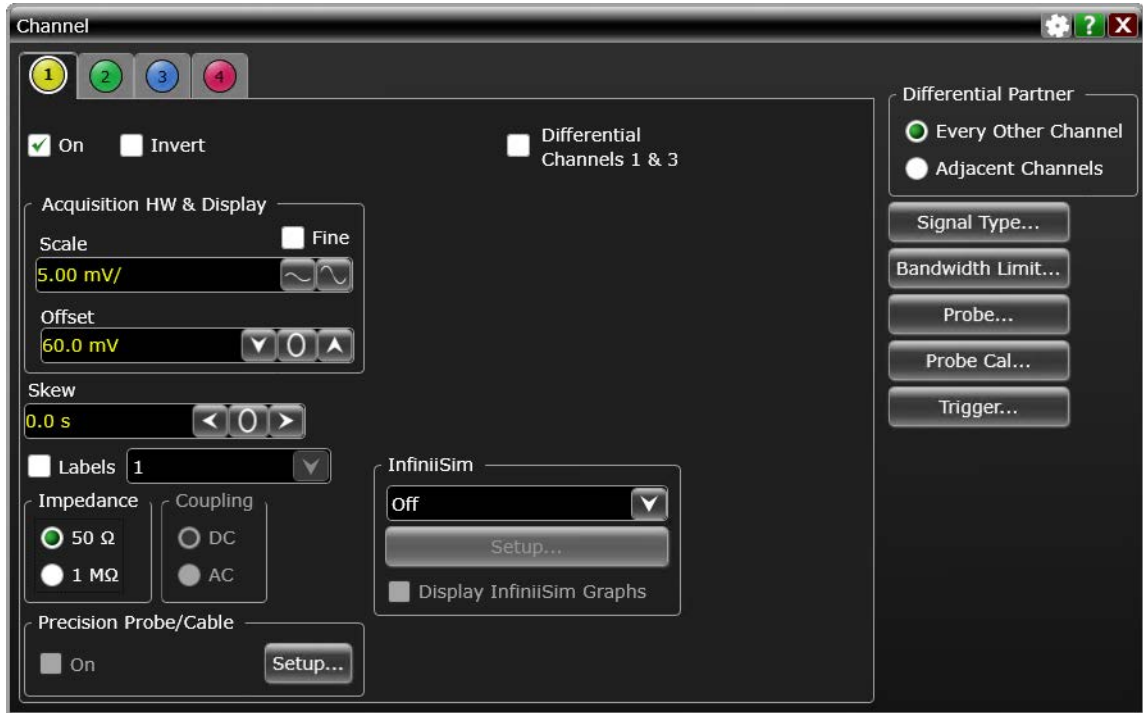 Channel
?
X
1
2
3
4
On
Invert
Differential
Channels 1 & 3
Acquisition HW & Display
Scale
Fine
5.00 mV/
Offset
60.0 mV
0
Skew
0.0 s
0
Labels
1
Impedance
50 Ω
1 MΩ
Coupling
DC
AC
InfiniiSim
Off
Setup...
Display InfiniiSim Graphs
Precision Probe/Cable
On
Setup...
Differential Partner
Every Other Channel
Adjacent Channels
Signal Type...
Bandwidth Limit...
Probe...
Probe Cal...
Trigger...